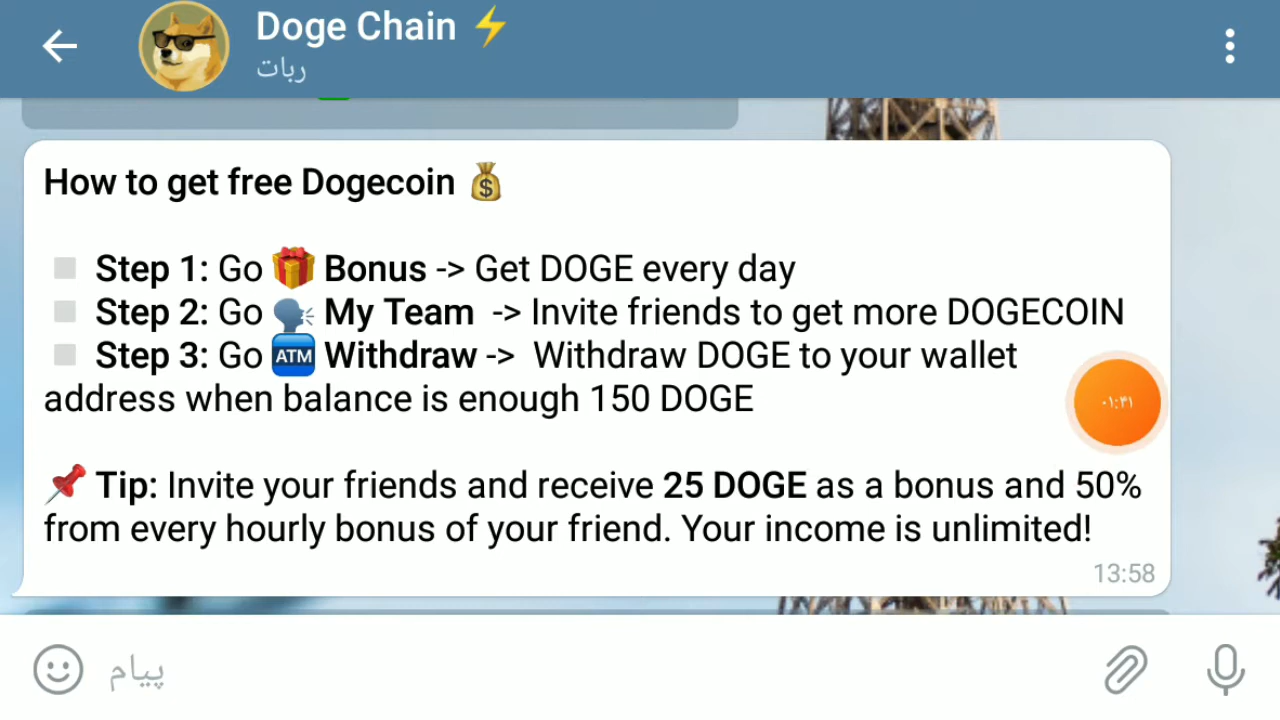 Doge Chain ⚡
ربات
How to get free Dogecoin 💰
◽ Step 1: Go 🎁 Bonus -> Get DOGE every day
◽ Step 2: Go 🗣 My Team -> Invite friends to get more DOGECOIN
◽ Step 3: Go 🏧 Withdraw -> Withdraw DOGE to your wallet
address when balance is enough 150 DOGE
۰۱:۳۱
📌 Tip: Invite your friends and receive 25 DOGE as a bonus and 50%
from every hourly bonus of your friend. Your income is unlimited!
13:58
پیام